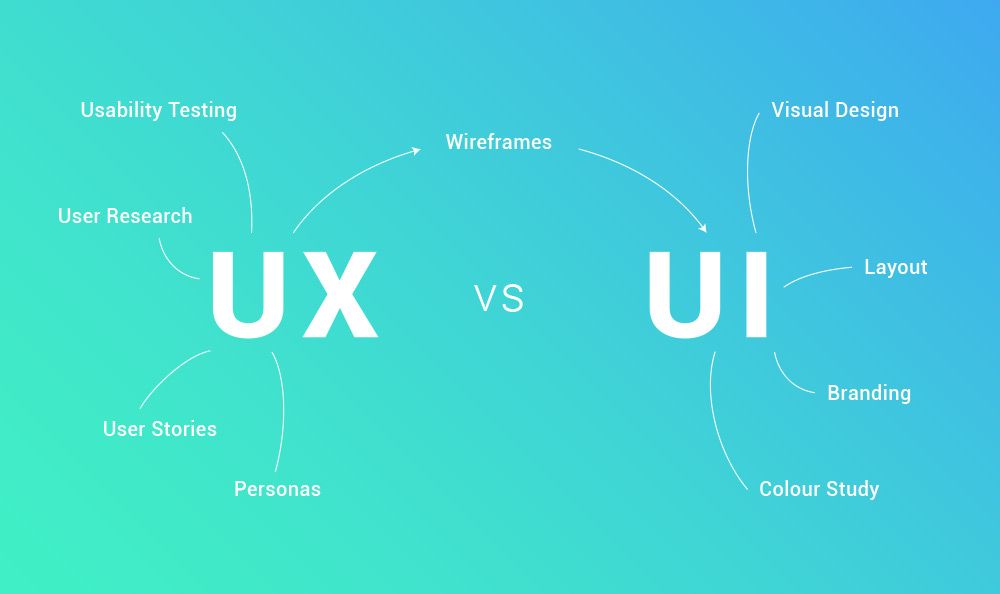 Usability Testing
Wireframes
Visual Design
User Research
UX
VS
UI
Layout
Branding
User Stories
Personas
Colour Study